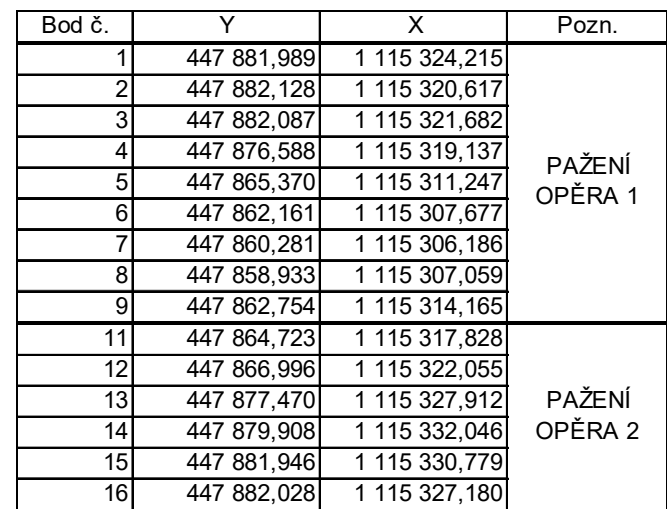 Bod č. Y X Pozn.
1 447 881,989 1 115 324,215
2 447 882,128 1 115 320,617
3 447 882,087 1 115 321,682
4 447 876,588 1 115 319,137
5 447 865,370 1 115 311,247
6 447 862,161 1 115 307,677
7 447 860,281 1 115 306,186
8 447 858,933 1 115 307,059
9 447 862,754 1 115 314,165
PAŽENÍ
OPĚRA 1
11 447 864,723 1 115 317,828
12 447 866,996 1 115 322,055
13 447 877,470 1 115 327,912
14 447 879,908 1 115 332,046
15 447 881,946 1 115 330,779
16 447 882,028 1 115 327,180
PAŽENÍ
OPĚRA 2